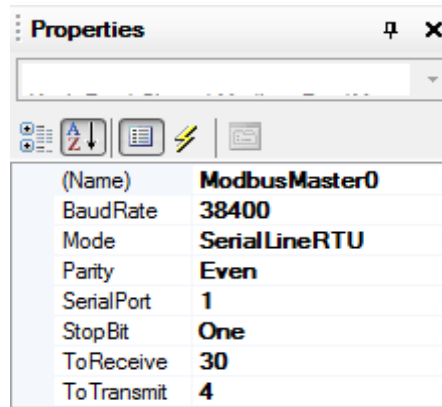 Properties
(Name) ModbusMaster0
BaudRate 38400
Mode SerialLineRTU
Parity Even
SerialPort 1
StopBit One
ToReceive 30
ToTransmit 4